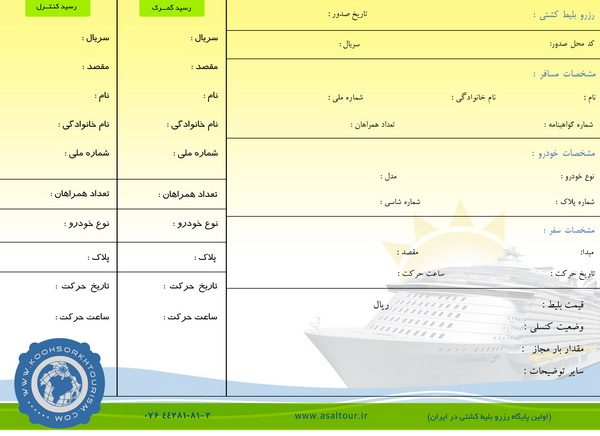 رزرو بلیط کشتی :
تاریخ صدور:
کد محل صدور:
سریال :
مشخصات مسافر :
نام :
نام خانوادگی :
شماره ملی :
شماره گواهینامه :
تعداد همراهان :
مشخصات خودرو :
نوع خودرو :
مدل :
شماره پلاک :
شماره شاسی :
مشخصات سفر :
مبدا:
مقصد :
تاریخ حرکت :
ساعت حرکت :
قیمت بلیط :
ریال
وضعیت کنسلی :
مقدار بار مجاز :
سایر توضیحات :
رسید گمرک
سریال :
مقصد :
نام :
نام خانوادگی :
شماره ملی :
تعداد همراهان :
نوع خودرو :
پلاک :
تاریخ حرکت :
ساعت حرکت :
رسید کنترل
سریال :
مقصد :
نام :
نام خانوادگی :
شماره ملی :
تعداد همراهان :
نوع خودرو :
پلاک :
تاریخ حرکت :
ساعت حرکت :
WWW.KOOHSORKHTOURISM.COM
(اولین پایگاه رزرو بلیط کشتی در ایران)
www.asaltour.ir
۰۷۶ ۴۴۲۸۱۰۸۱-۲